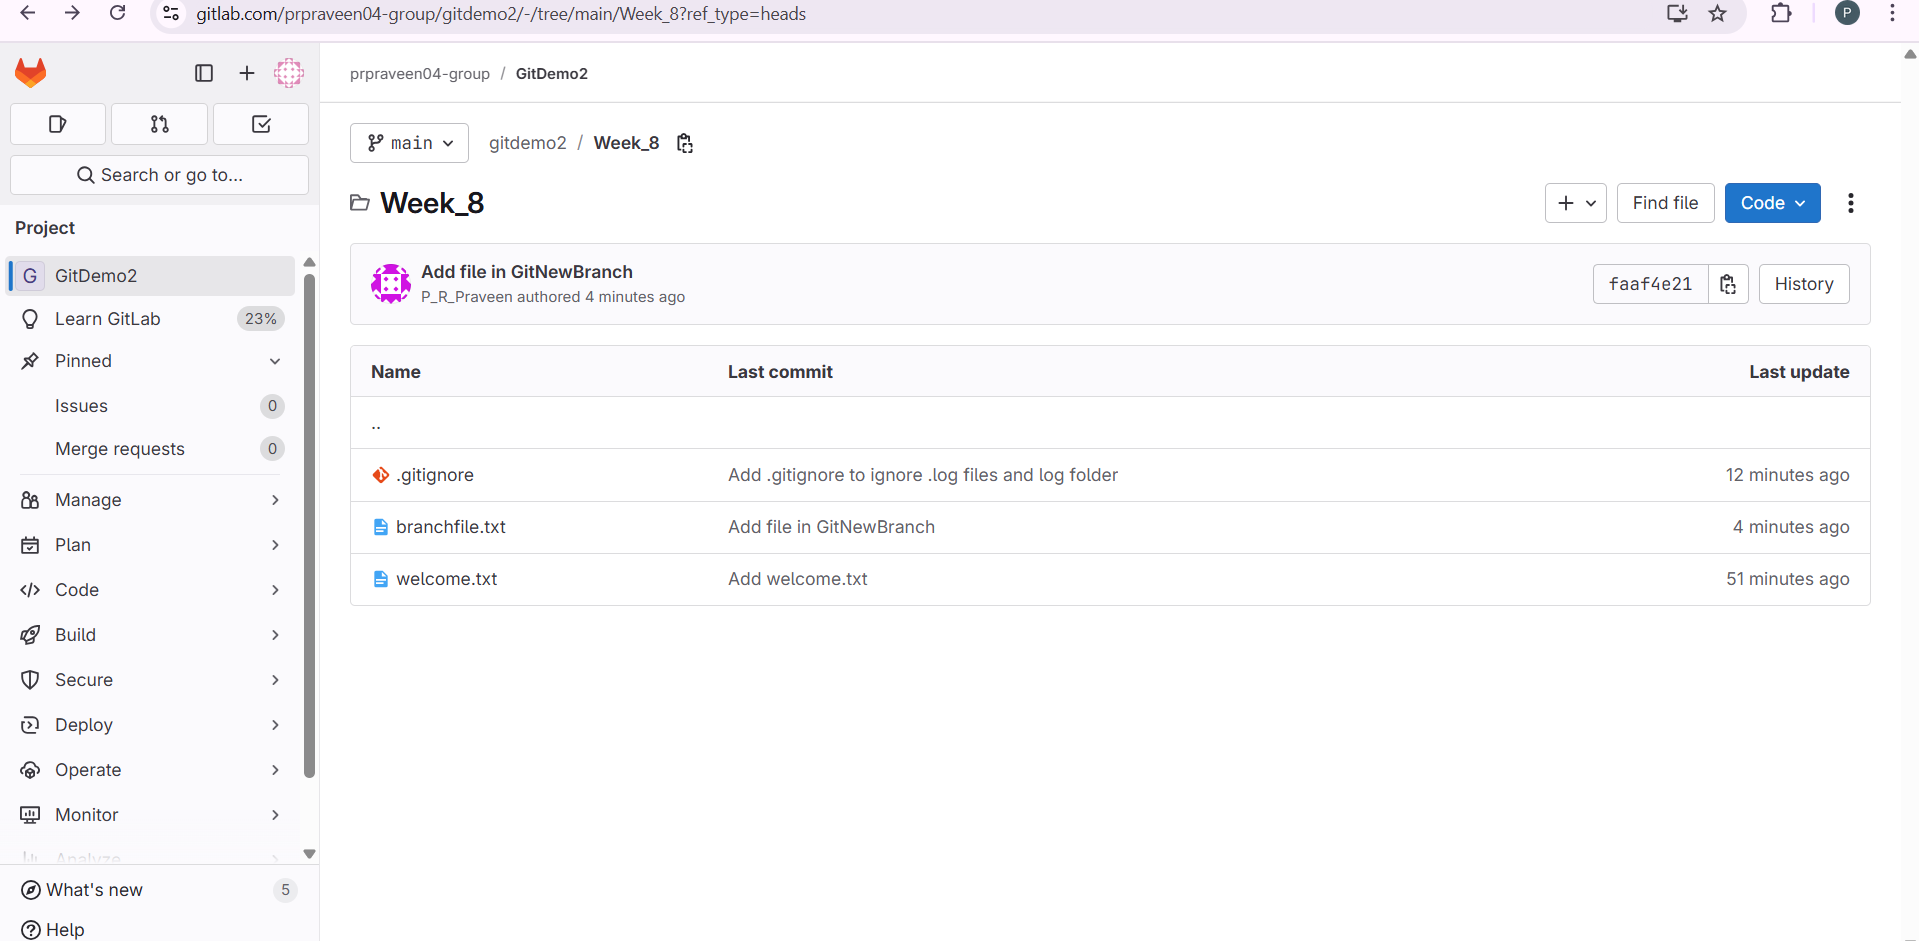 gitlab.com/prpraveen04-group/gitdemo2/-/tree/main/Week_8?ref_type=heads
P
prpraveen04-group / GitDemo2
Search or go to...
Project
G GitDemo2
Learn GitLab 23%
Pinned
Issues 0
Merge requests 0
Manage
Plan
Code
Build
Secure
Deploy
Operate
Monitor
Analyze
What's new 5
Help
main
gitdemo2 / Week_8
Week_8
Find file
Code
Add file in GitNewBranch
P_R_Praveen authored 4 minutes ago
faaf4e21
History
Name Last commit Last update
..
.gitignore Add .gitignore to ignore .log files and log folder 12 minutes ago
branchfile.txt Add file in GitNewBranch 4 minutes ago
welcome.txt Add welcome.txt 51 minutes ago